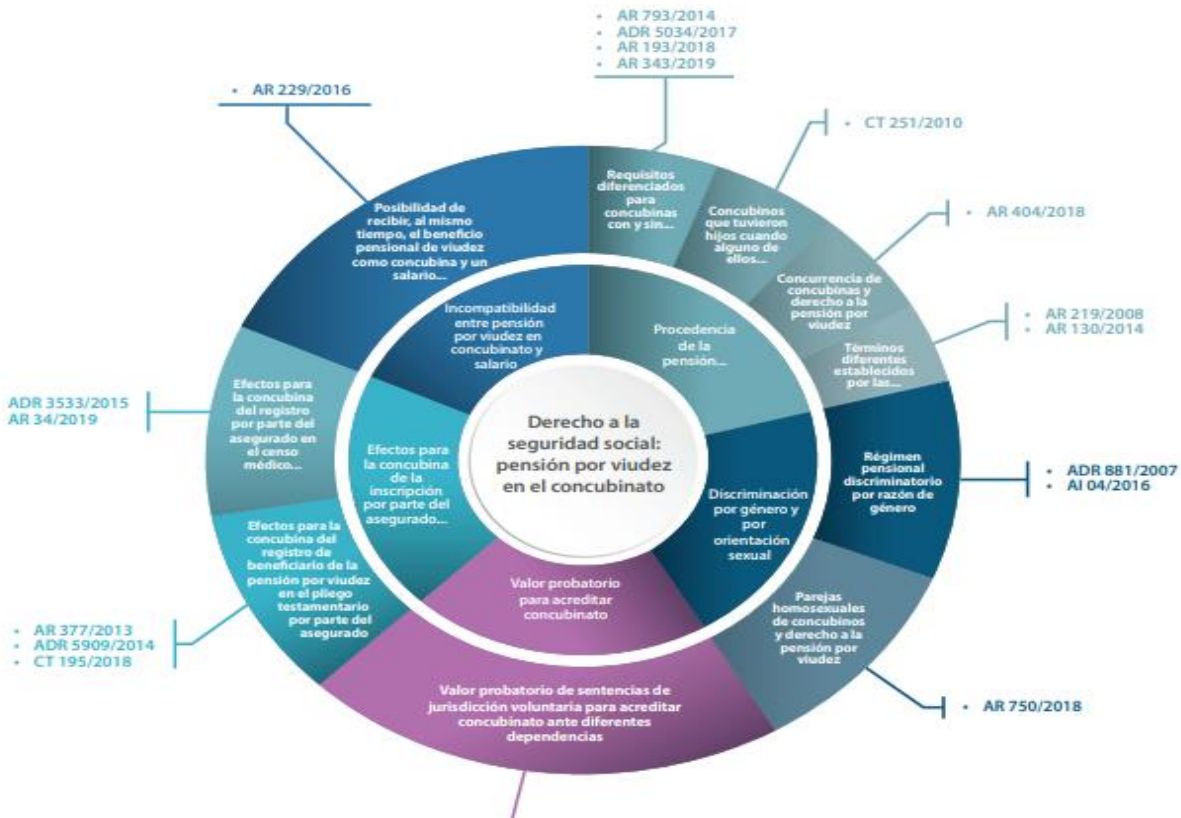 • AR 793/2014
• ADR 5034/2017
• AR 193/2018
• AR 343/2019
• AR 229/2016
• CT 251/2010
• AR 404/2018
• AR 219/2008
• AR 130/2014
ADR 3533/2015
AR 34/2019
• ADR 881/2007
• AI 04/2016
• AR 377/2013
• ADR 5909/2014
• CT 195/2018
• AR 750/2018
Requisitos
diferenciados
para
concubinas
con y sin...
Concubinos
que tuvieron
hijos cuando
alguno de
ellos...
Concurrencia de
concubinas y
derecho a la
pensión por
viudez
Términos
diferentes
establecidos
por las...
Régimen
pensional
discriminatorio
por razón de
género
Parejas
homosexuales
de concubinos
y derecho a la
pensión por
viudez
Valor probatorio de sentencias de
jurisdicción voluntaria para acreditar
concubinato ante diferentes
dependencias
Efectos para la
concubina del
registro de
beneficiario de la
pensión por viudez
en el pliego
testamentario
por parte del
asegurado
Efectos para
la concubina
del registro
por parte del
asegurado en
el censo
médico...
Posibilidad de
recibir, al mismo
tiempo, el beneficio
pensional de viudez
como concubina y un
salario...
Incompatibilidad
entre pensión
por viudez en
concubinato y
salario
Procedencia
de la
pensión...
Discriminación
por género y
por
orientación
sexual
Valor probatorio
para acreditar
concubinato
Efectos para
la concubina
de la
inscripción
por parte del
asegurado...
Derecho a la
seguridad social:
pensión por viudez
en el concubinato